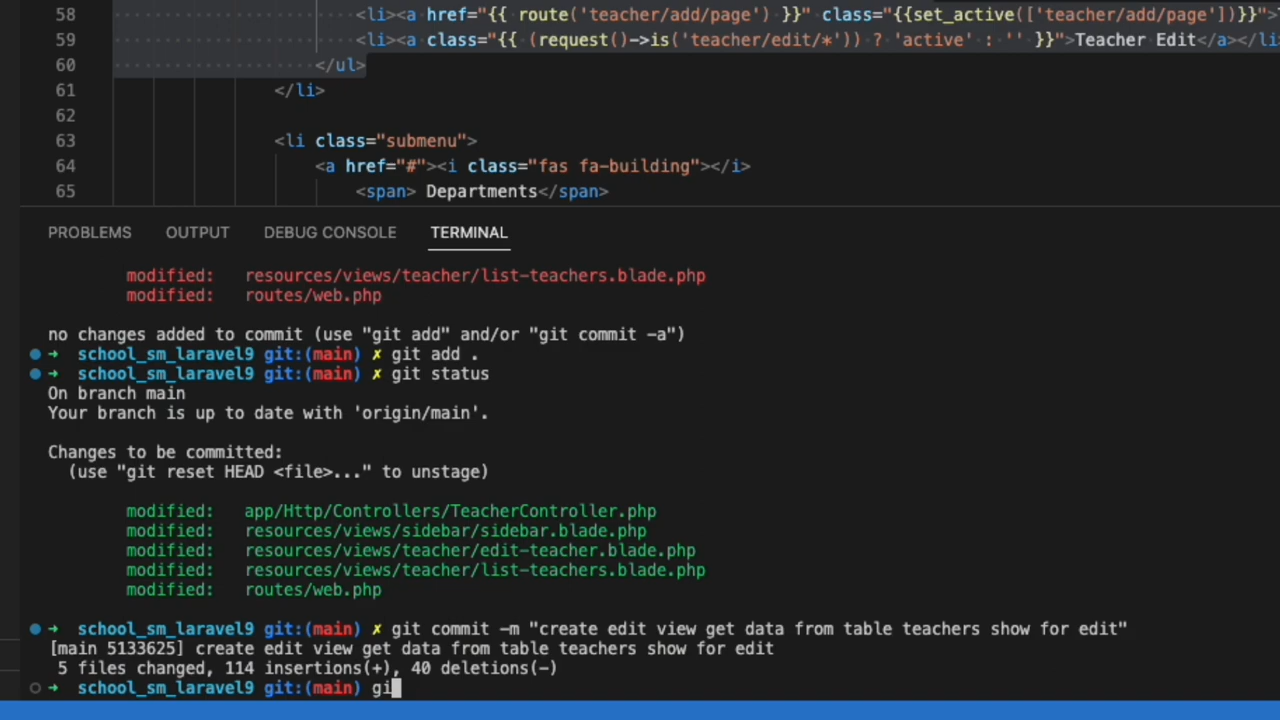 58 <li><a href="{{ route('teacher/add/page') }}" class="{{set_active(['teacher/add/page'])}}">
59 <li><a class="{{ (request()->is('teacher/edit/*')) ? 'active' : '' }}">Teacher Edit</a></li
60 </ul>
61 </li>
62
63 <li class="submenu">
64 <a href="#"><i class="fas fa-building"></i>
65 <span> Departments</span>
PROBLEMS OUTPUT DEBUG CONSOLE TERMINAL
modified: resources/views/teacher/list-teachers.blade.php
modified: routes/web.php
no changes added to commit (use "git add" and/or "git commit -a")
➜ school_sm_laravel9 git:(main) ✗ git add .
➜ school_sm_laravel9 git:(main) ✗ git status
On branch main
Your branch is up to date with 'origin/main'.
Changes to be committed:
(use "git reset HEAD <file>..." to unstage)
modified: app/Http/Controllers/TeacherController.php
modified: resources/views/sidebar/sidebar.blade.php
modified: resources/views/teacher/edit-teacher.blade.php
modified: resources/views/teacher/list-teachers.blade.php
modified: routes/web.php
➜ school_sm_laravel9 git:(main) ✗ git commit -m "create edit view get data from table teachers show for edit"
[main 5133625] create edit view get data from table teachers show for edit
5 files changed, 114 insertions(+), 40 deletions(-)
➜ school_sm_laravel9 git:(main) gi